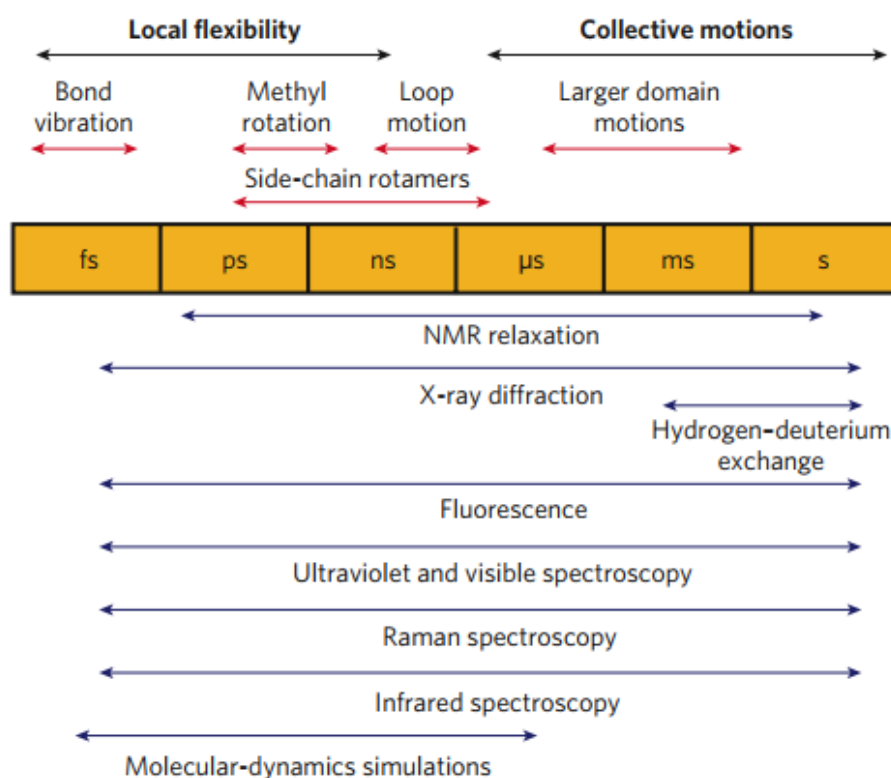 Local flexibility
Collective motions
Bond
vibration
Methyl
rotation
Loop
motion
Larger domain
motions
Side-chain rotamers
fs ps ns µs ms s
NMR relaxation
X-ray diffraction
Hydrogen-deuterium
exchange
Fluorescence
Ultraviolet and visible spectroscopy
Raman spectroscopy
Infrared spectroscopy
Molecular-dynamics simulations